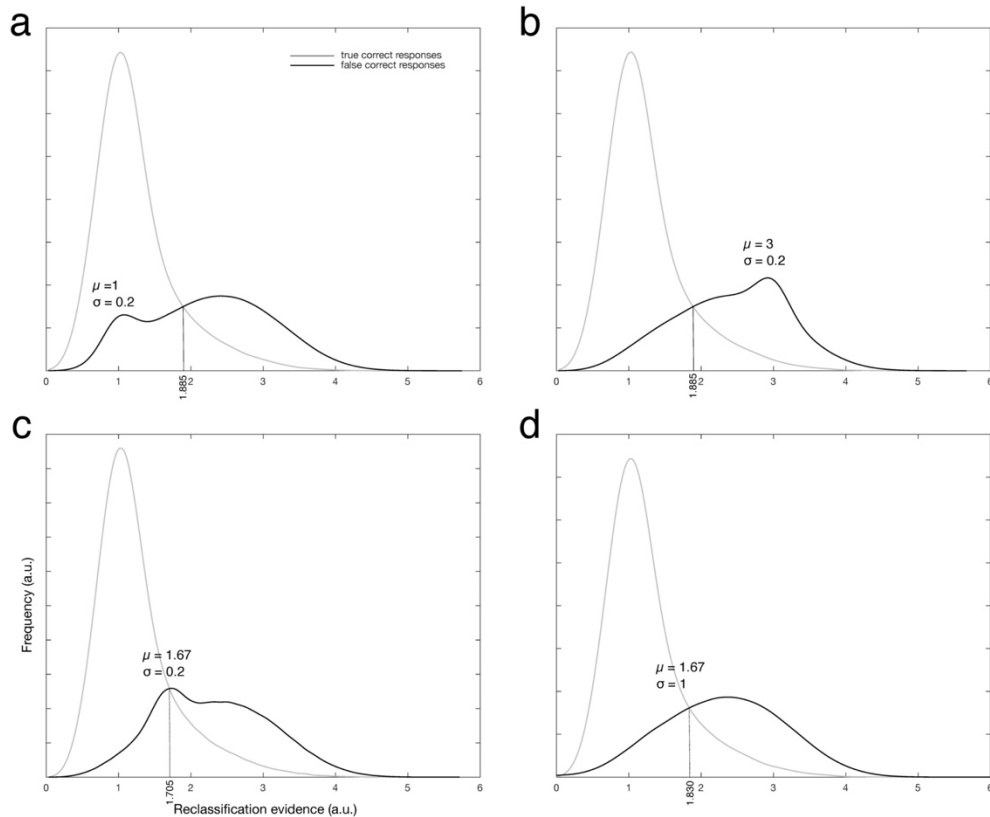 a
true correct responses
false correct responses
μ =1
σ = 0.2
0 1 2 3 4 5 6
1.885
b
μ = 3
σ = 0.2
0 1 2 3 4 5 6
1.885
c
Frequency (a.u.)
μ = 1.67
σ = 0.2
0 1 2 3 4 5 6
1.705
Reclassification evidence (a.u.)
d
μ = 1.67
σ = 1
0 1 2 3 4 5 6
1.830